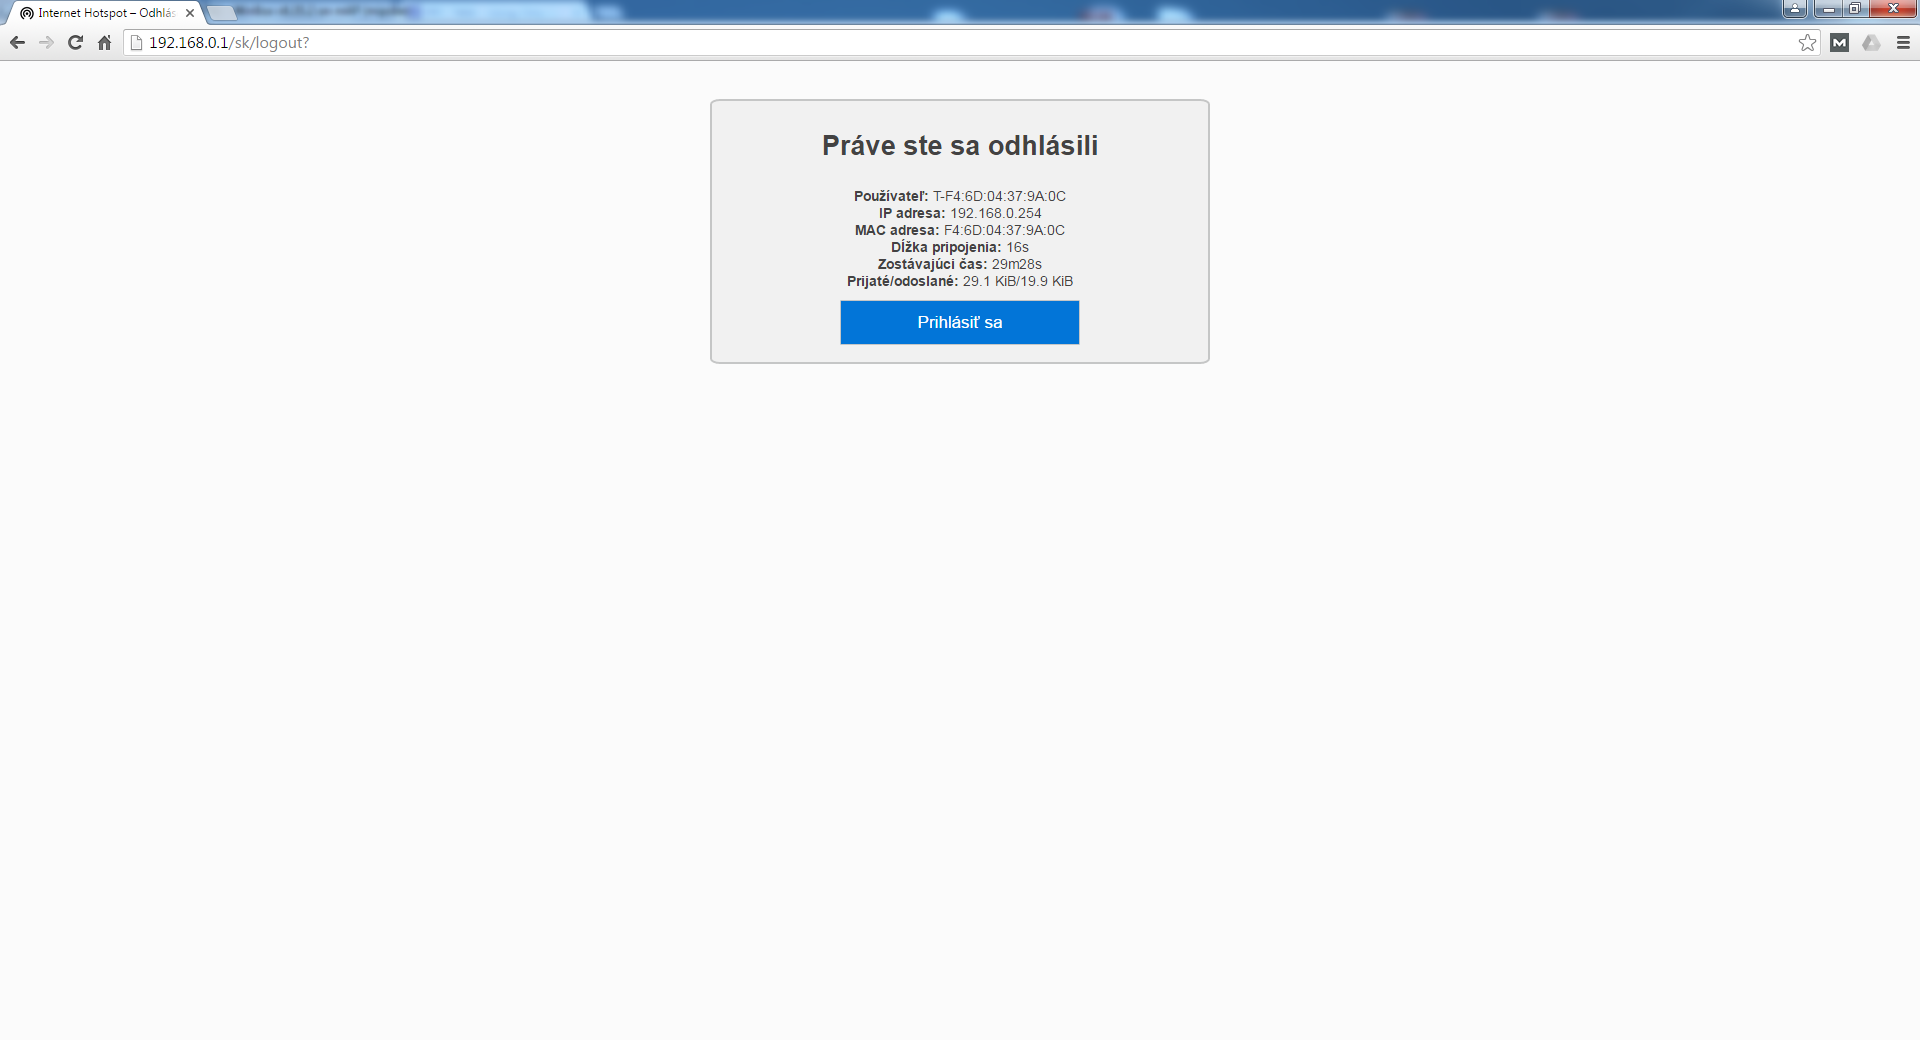 Internet Hotspot – Odhlás
192.168.0.1/sk/logout?
Práve ste sa odhlásili
Používateľ: T-F4:6D:04:37:9A:0C
IP adresa: 192.168.0.254
MAC adresa: F4:6D:04:37:9A:0C
Dĺžka pripojenia: 16s
Zostávajúci čas: 29m28s
Prijaté/odoslané: 29.1 KiB/19.9 KiB
Prihlásiť sa